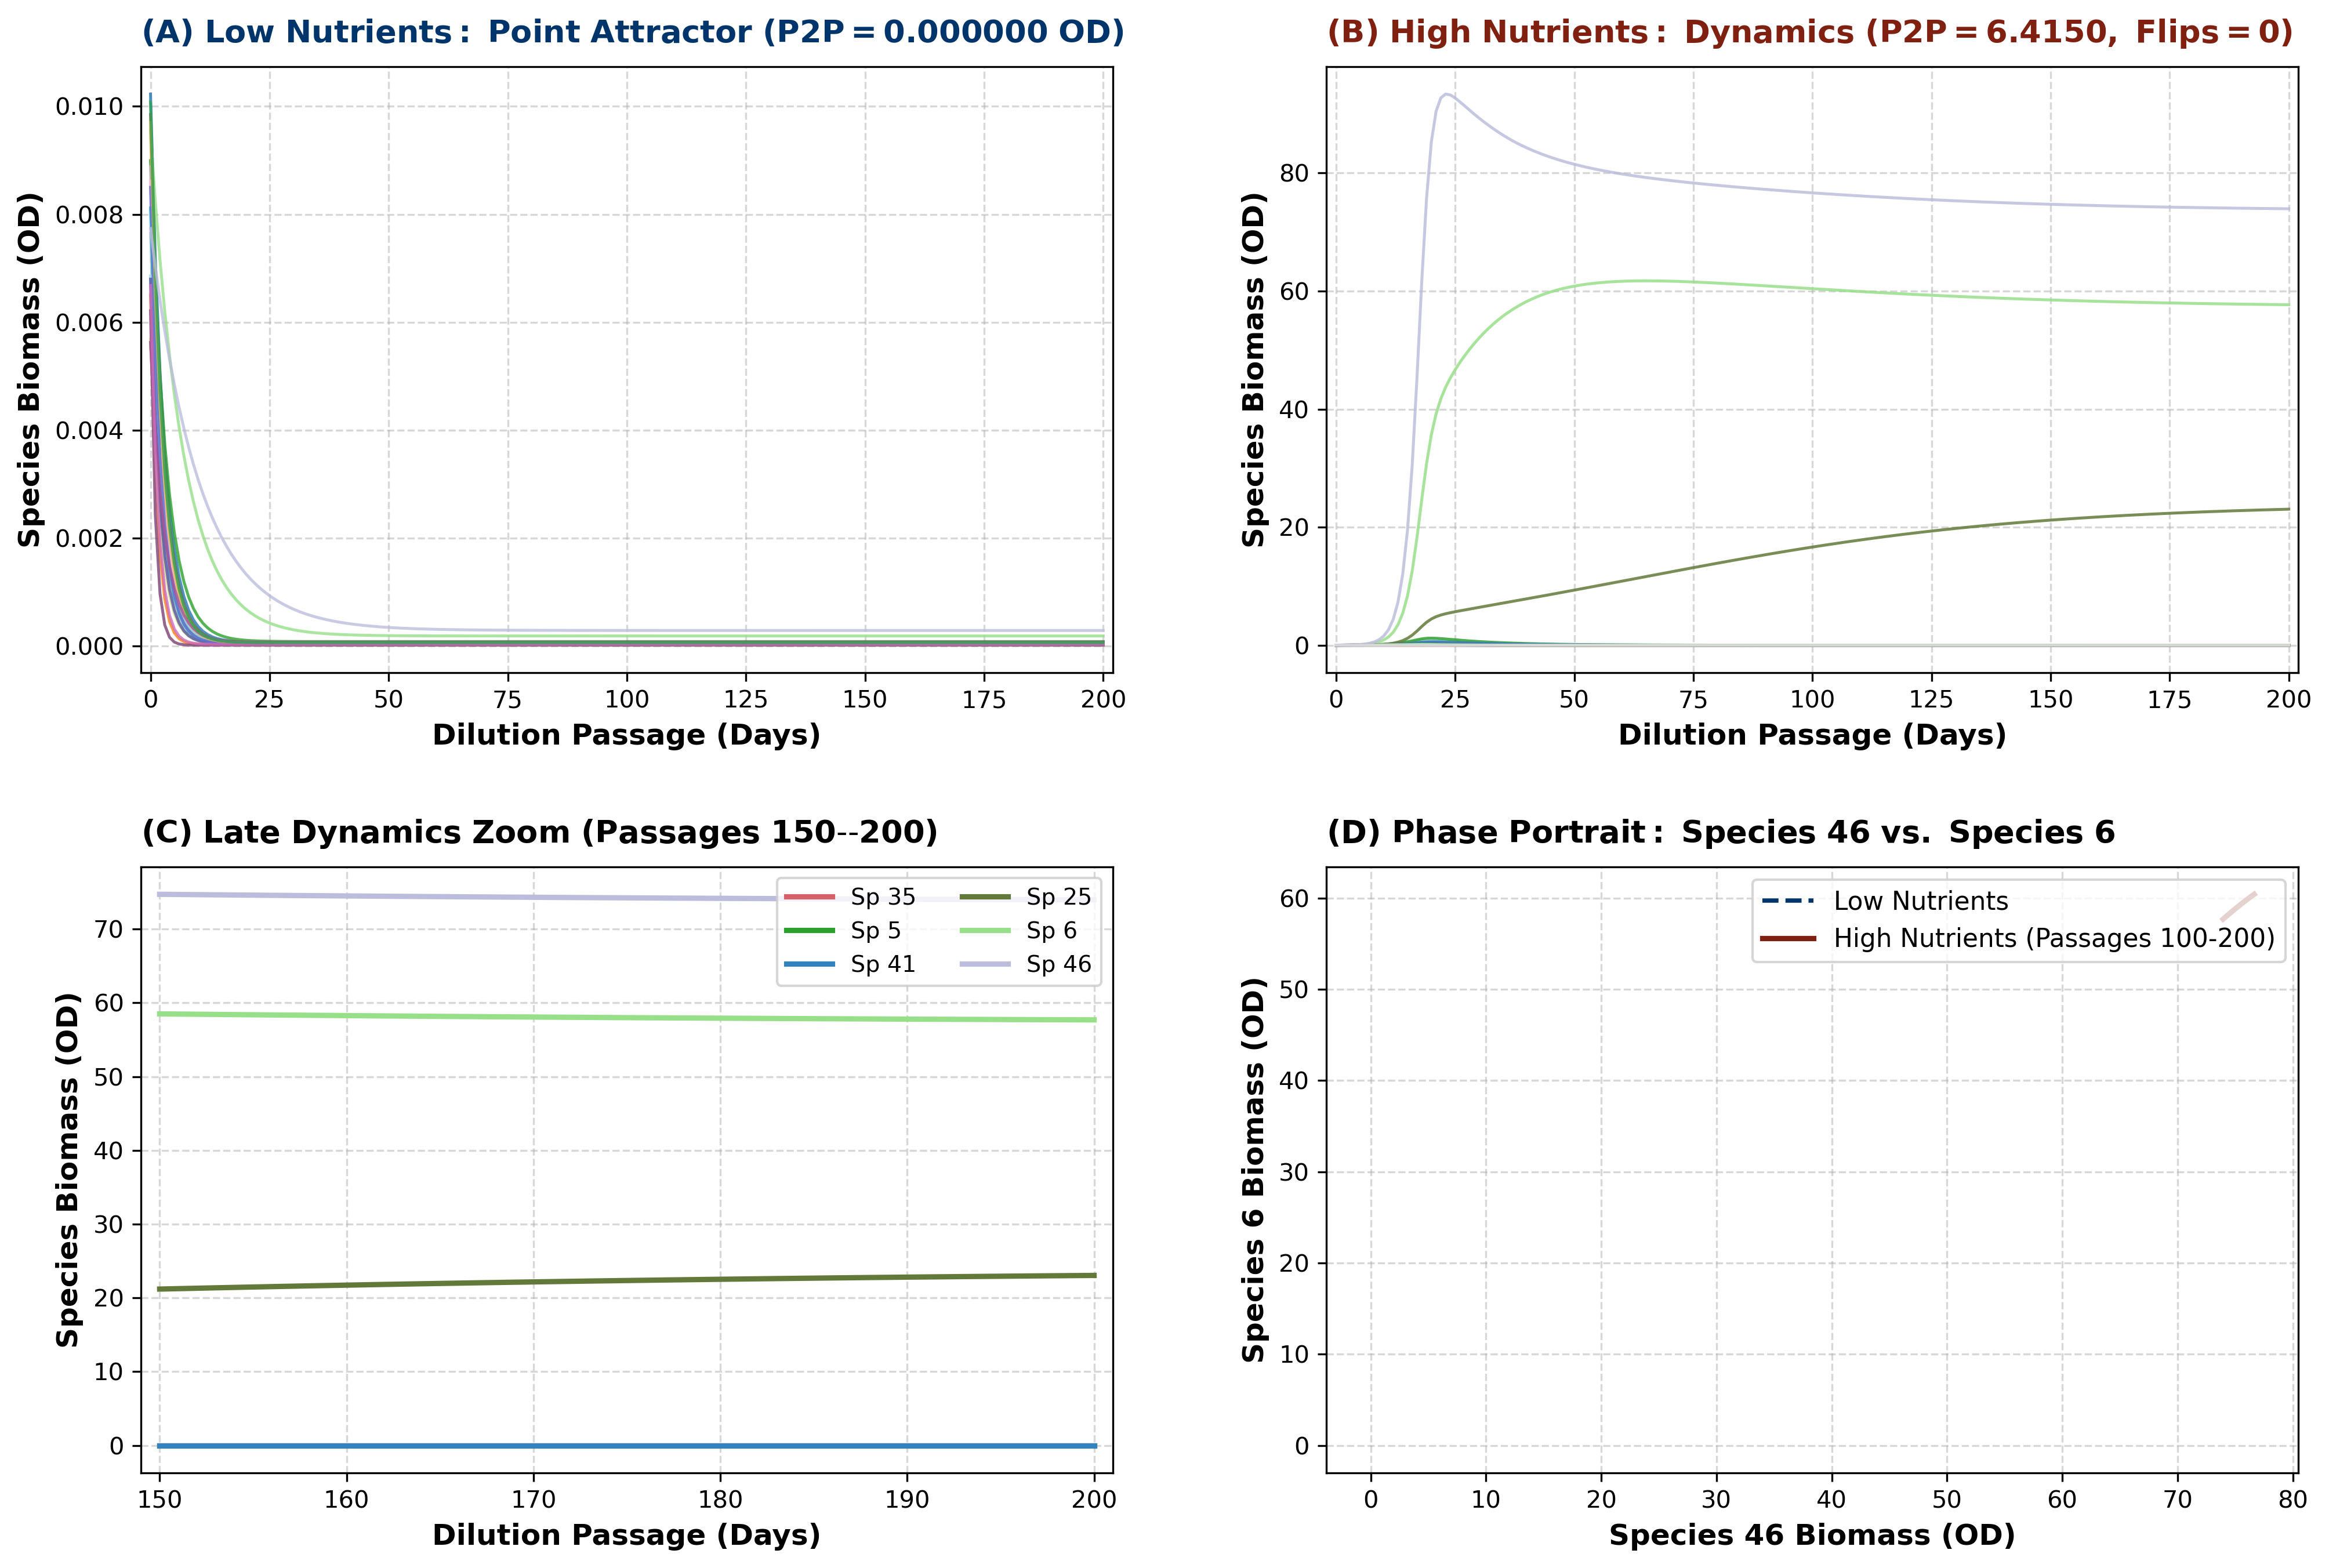 (A) Low Nutrients: Point Attractor (P2P = 0.000000 OD)
Species Biomass (OD)
0.010
0.008
0.006
0.004
0.002
0.000
0 25 50 75 100 125 150 175 200
Dilution Passage (Days)
(B) High Nutrients: Dynamics (P2P = 6.4150, Flips = 0)
Species Biomass (OD)
80
60
40
20
0
0 25 50 75 100 125 150 175 200
Dilution Passage (Days)
(C) Late Dynamics Zoom (Passages 150--200)
Species Biomass (OD)
70
60
50
40
30
20
10
0
Sp 35
Sp 5
Sp 41
Sp 25
Sp 6
Sp 46
150 160 170 180 190 200
Dilution Passage (Days)
(D) Phase Portrait: Species 46 vs. Species 6
Species 6 Biomass (OD)
60
50
40
30
20
10
0
Low Nutrients
High Nutrients (Passages 100-200)
0 10 20 30 40 50 60 70 80
Species 46 Biomass (OD)